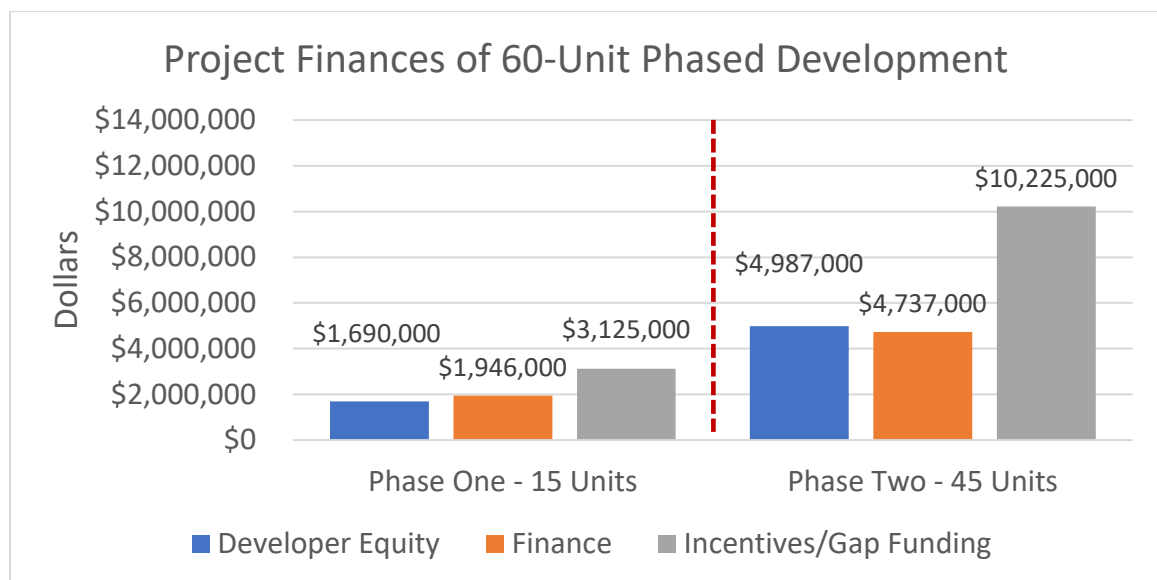 Project Finances of 60-Unit Phased Development
Dollars
$14,000,000
$12,000,000
$10,000,000
$8,000,000
$6,000,000
$4,000,000
$2,000,000
$0
$1,690,000
$1,946,000
$3,125,000
$4,987,000
$4,737,000
$10,225,000
Phase One - 15 Units
Phase Two - 45 Units
Developer Equity
Finance
Incentives/Gap Funding